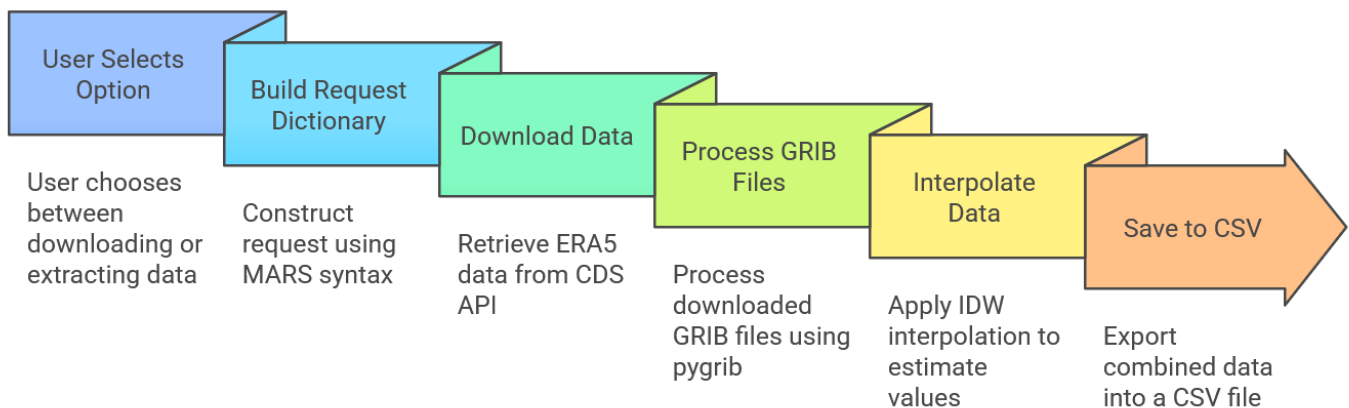 User Selects
Option
User chooses
between
downloading or
extracting data
Build Request
Dictionary
Construct
request using
MARS syntax
Download Data
Retrieve ERA5
data from CDS
API
Process GRIB
Files
Process
downloaded
GRIB files using
pygrib
Interpolate
Data
Apply IDW
interpolation to
estimate
values
Save to CSV
Export
combined data
into a CSV file